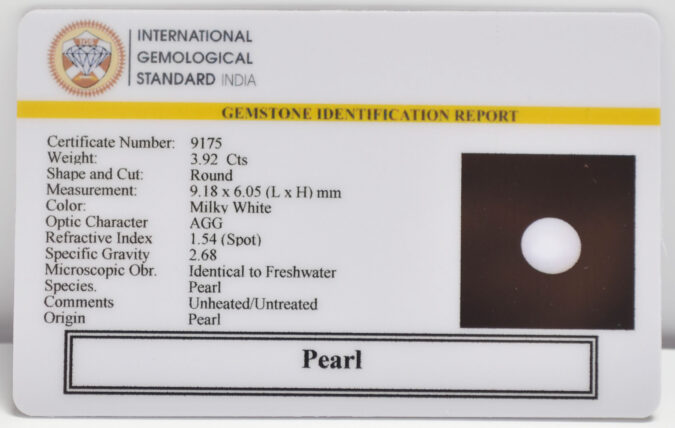 INTERNATIONAL
GEMOLOGICAL
STANDARD INDIA
GEMSTONE IDENTIFICATION REPORT
Certificate Number: 9175
Weight: 3.92 Cts
Shape and Cut: Round
Measurement: 9.18 x 6.05 (L x H) mm
Color: Milky White
Optic Character AGG
Refractive Index 1.54 (Spot)
Specific Gravity 2.68
Microscopic Obr. Identical to Freshwater
Species. Pearl
Comments Unheated/Untreated
Origin Pearl
Pearl